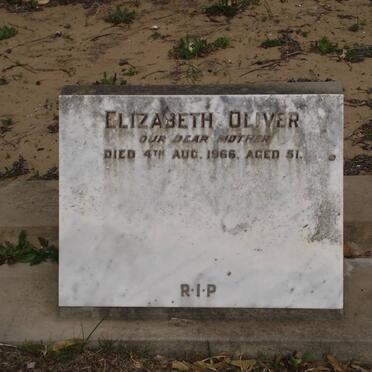 ELIZABETH OLIVER
OUR DEAR MOTHER
DIED 4TH AUG. 1966, AGED 51.
R·I·P